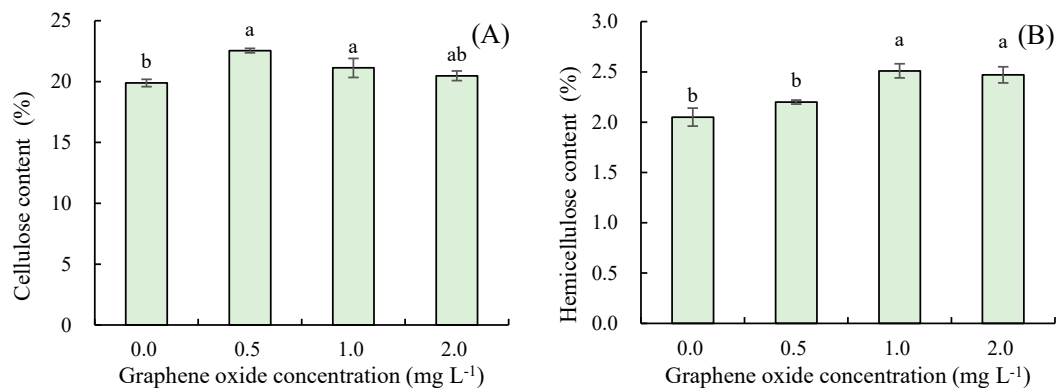 (A)
25
20
15
10
5
0
Cellulose content (%)
b
a
a
ab
0.0 0.5 1.0 2.0
Graphene oxide concentration (mg L⁻¹)
(B)
3.0
2.5
2.0
1.5
1.0
0.5
0.0
Hemicellulose content (%)
b
b
a
a
0.0 0.5 1.0 2.0
Graphene oxide concentration (mg L⁻¹)